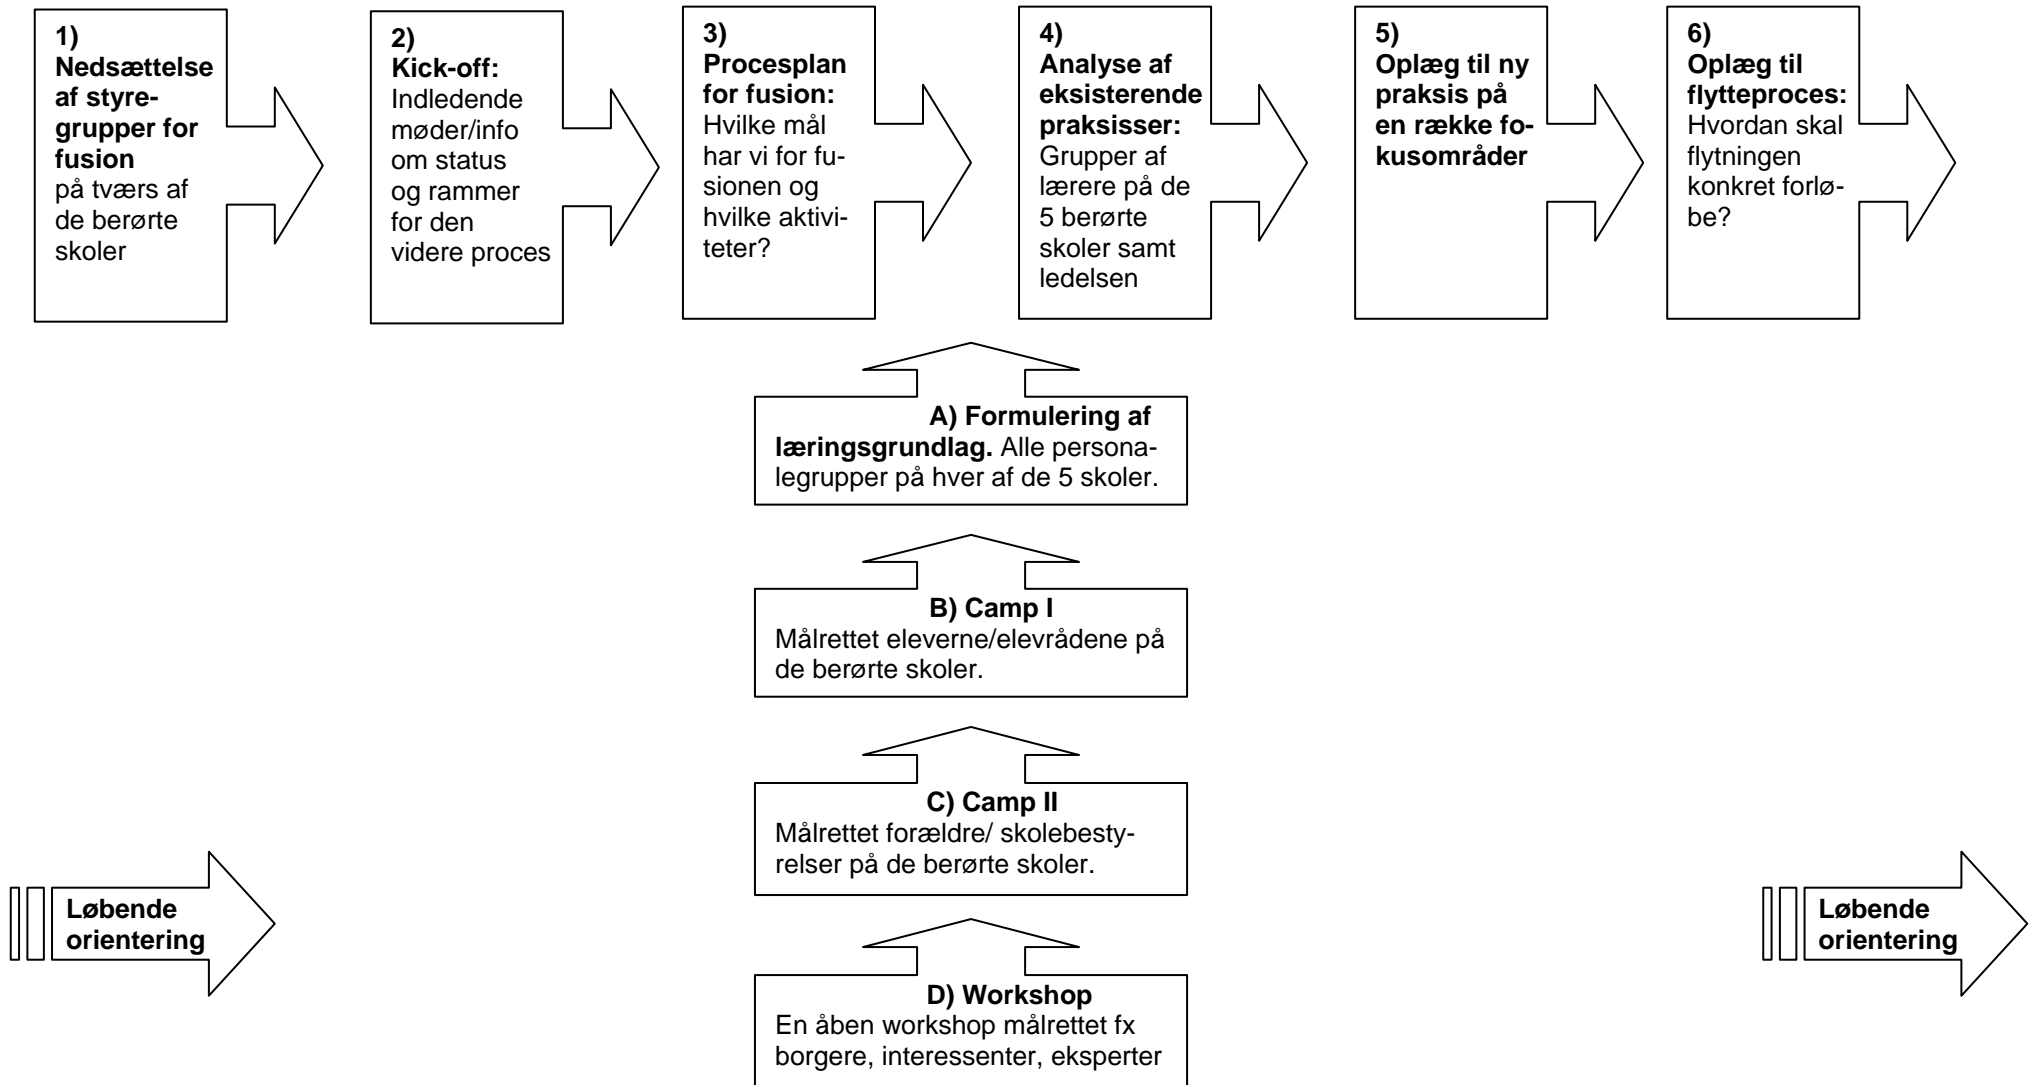 1)
Nedsættelse
af styre-
grupper for
fusion
på tværs af
de berørte
skoler
2)
Kick-off:
Indledende
møder/info
om status
og rammer
for den
videre proces
3)
Procesplan
for fusion:
Hvilke mål
har vi for fu-
sionen og
hvilke aktivi-
teter?
4)
Analyse af
eksisterende
praksisser:
Grupper af
lærere på de
5 berørte
skoler samt
ledelsen
5)
Oplæg til ny
praksis på
en række fo-
kusområder
6)
Oplæg til
flytteproces:
Hvordan skal
flytningen
konkret forlø-
be?
A) Formulering af
læringsgrundlag. Alle persona-
legrupper på hver af de 5 skoler.
B) Camp I
Målrettet eleverne/elevrådene på
de berørte skoler.
C) Camp II
Målrettet forældre/ skolebesty-
relser på de berørte skoler.
Løbende
orientering
Løbende
orientering
D) Workshop
En åben workshop målrettet fx
borgere, interessenter, eksperter